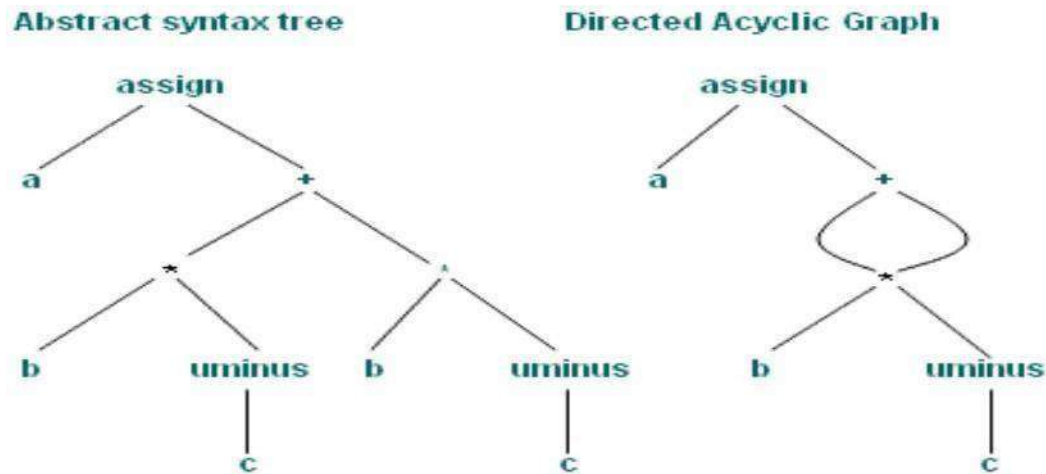 Abstract syntax tree Directed Acyclic Graph
assign assign
a + a +
* * *
b uminus b uminus b uminus
c c c